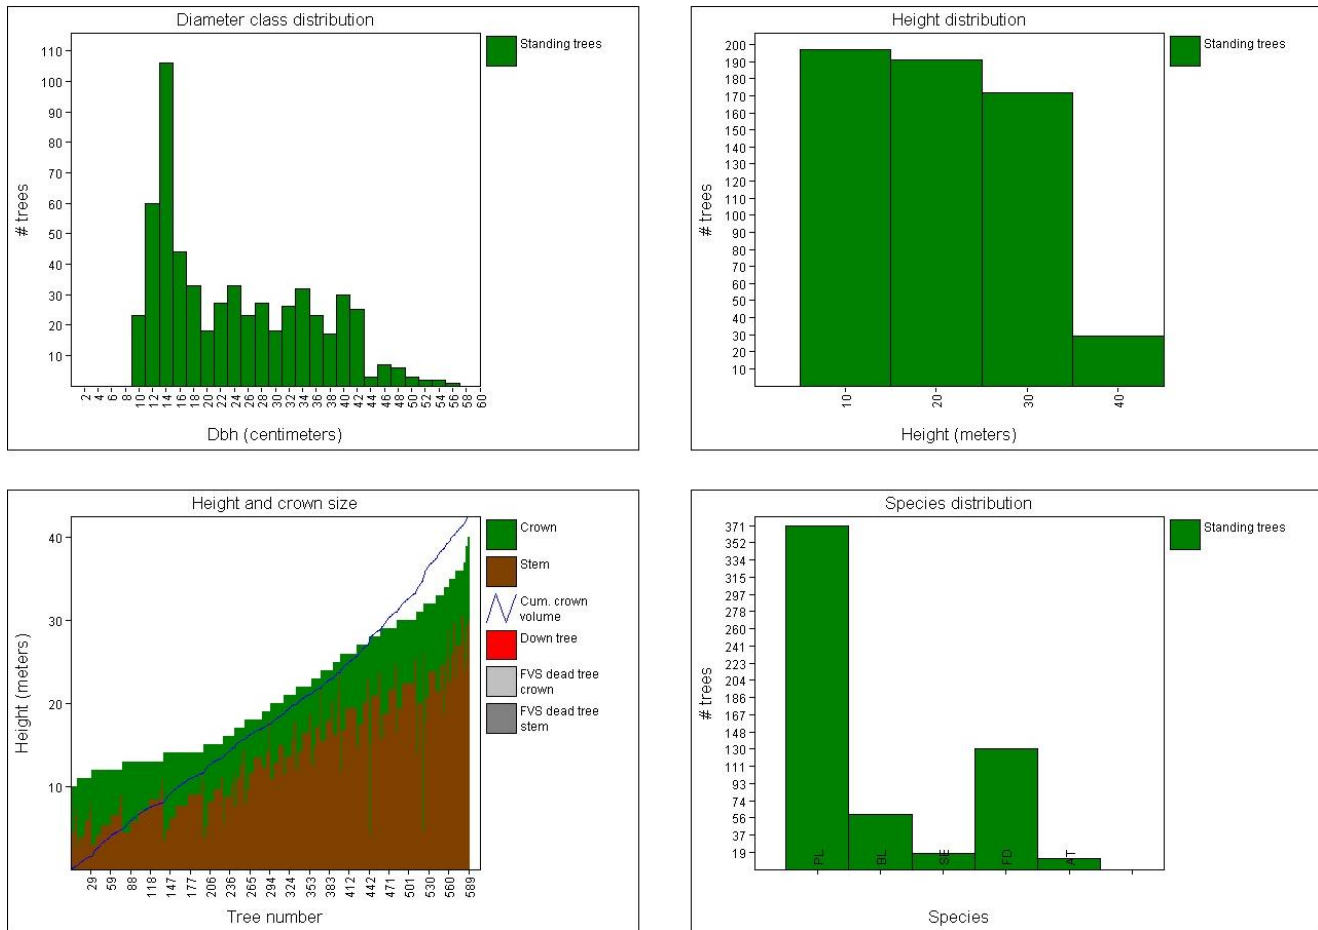 Diameter class distribution
110
100
90
80
70
60
50
40
30
20
10
# trees
2 4 6 8 10 12 14 16 18 20 22 24 26 28 30 32 34 36 38 40 42 44 46 48 50 52 54 56 58 60
Dbh (centimeters)
Standing trees
Height distribution
200
190
180
170
160
150
140
130
120
110
100
90
80
70
60
50
40
30
20
10
# trees
10 20 30 40
Height (meters)
Standing trees
Height and crown size
40
30
20
10
Height (meters)
29 59 88 118 147 177 206 236 265 294 324 353 383 412 442 471 501 530 560 589
Tree number
Crown
Stem
Cum. crown
volume
Down tree
FVS dead tree
crown
FVS dead tree
stem
Species distribution
371
352
334
315
297
278
260
241
223
204
186
167
148
130
111
93
74
56
37
19
# trees
PL BL SE FD AT
Species
Standing trees